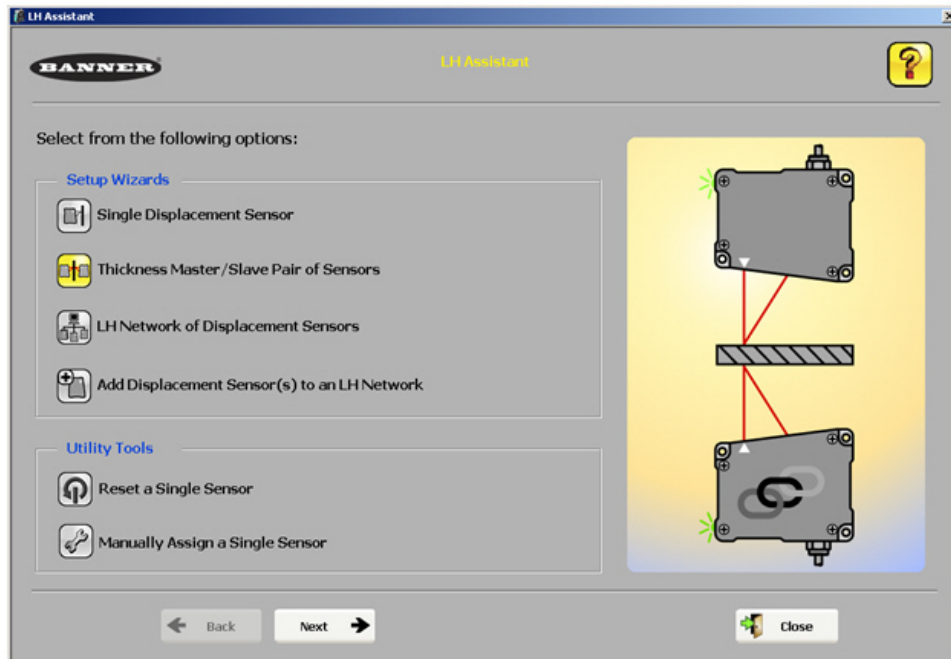 LH Assistant
BANNER
LH Assistant
?
Select from the following options:
Setup Wizards
Single Displacement Sensor
Thickness Master/Slave Pair of Sensors
LH Network of Displacement Sensors
Add Displacement Sensor(s) to an LH Network
Utility Tools
Reset a Single Sensor
Manually Assign a Single Sensor
Back
Next
Close